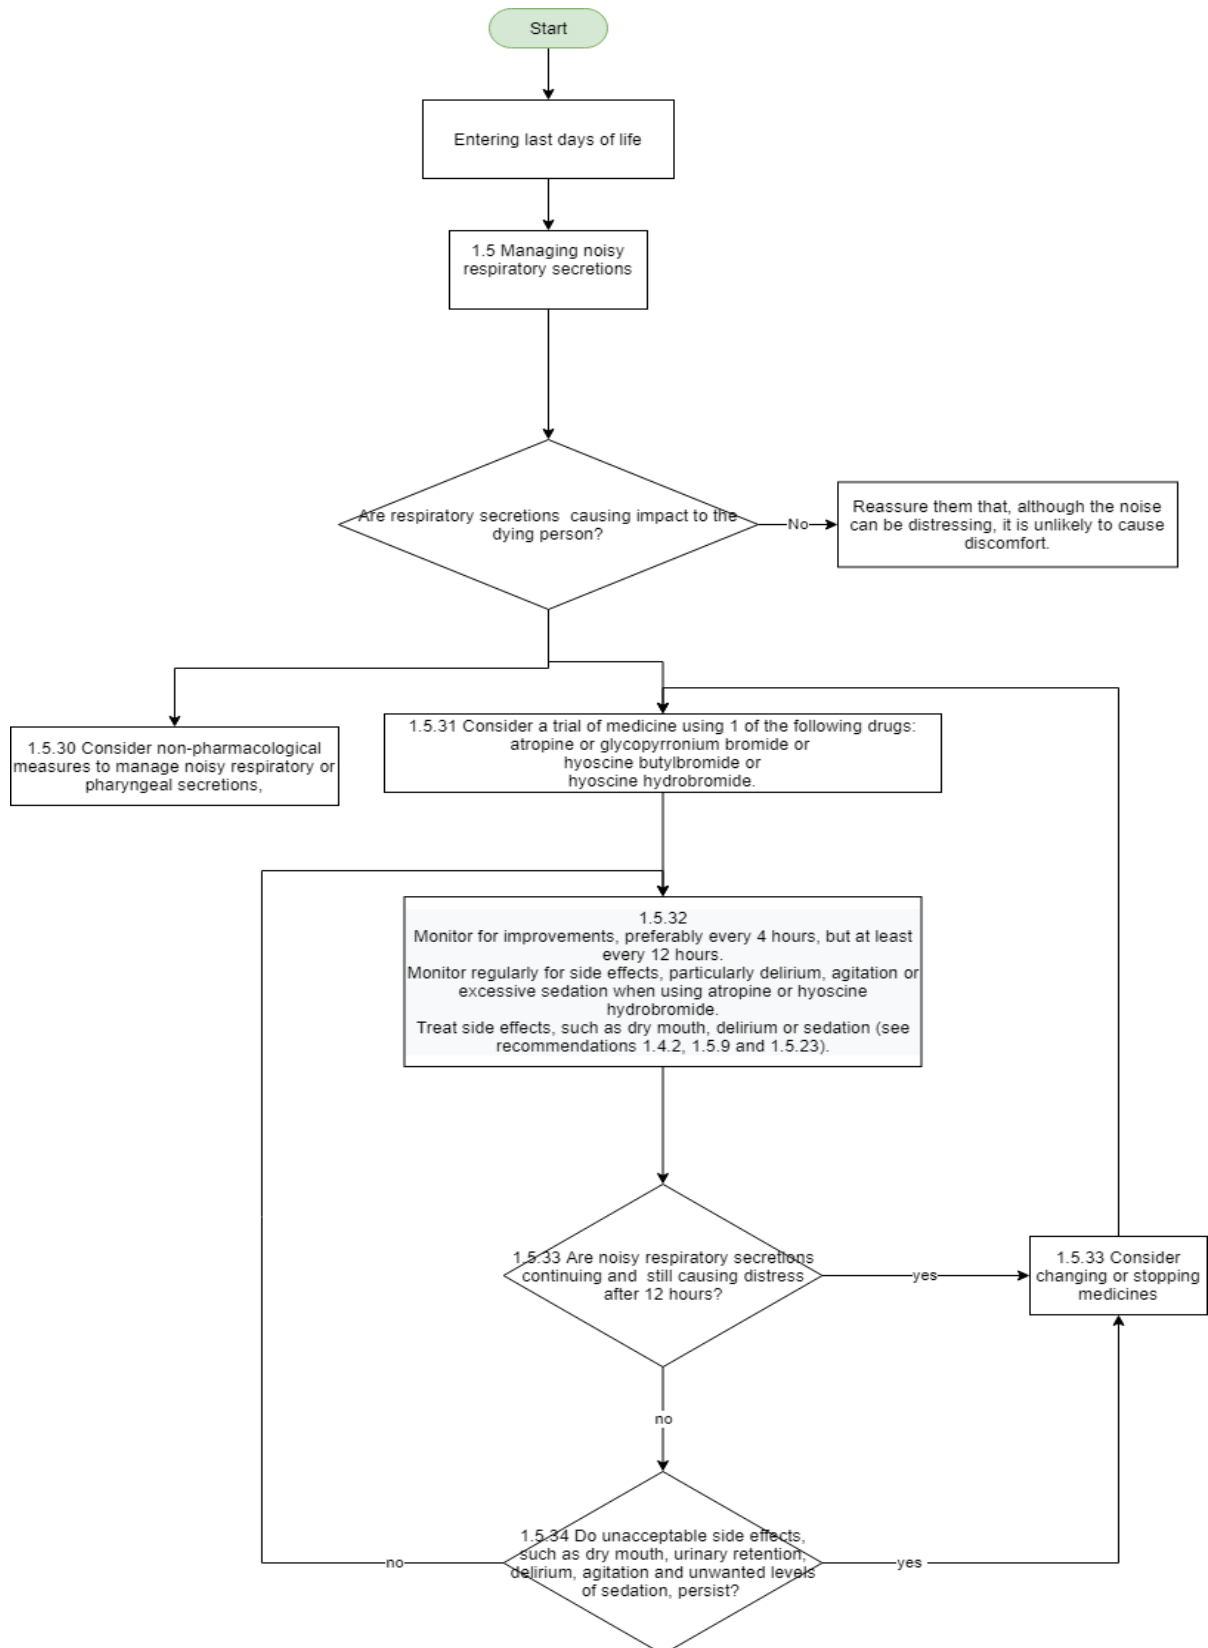 Start
Entering last days of life
1.5 Managing noisy
respiratory secretions
Are respiratory secretions  causing impact to the
dying person?
No
Reassure them that, although the noise
can be distressing, it is unlikely to cause
discomfort.
1.5.30 Consider non-pharmacological
measures to manage noisy respiratory or
pharyngeal secretions,
1.5.31 Consider a trial of medicine using 1 of the following drugs:
atropine or glycopyrronium bromide or
hyoscine butylbromide or
hyoscine hydrobromide.
1.5.32
Monitor for improvements, preferably every 4 hours, but at least
every 12 hours.
Monitor regularly for side effects, particularly delirium, agitation or
excessive sedation when using atropine or hyoscine
hydrobromide.
Treat side effects, such as dry mouth, delirium or sedation (see
recommendations 1.4.2, 1.5.9 and 1.5.23).
1.5.33 Are noisy respiratory secretions
continuing and  still causing distress
after 12 hours?
yes
1.5.33 Consider
changing or stopping
medicines
no
1.5.34 Do unacceptable side effects,
such as dry mouth, urinary retention,
delirium, agitation and unwanted levels
of sedation, persist?
no
yes